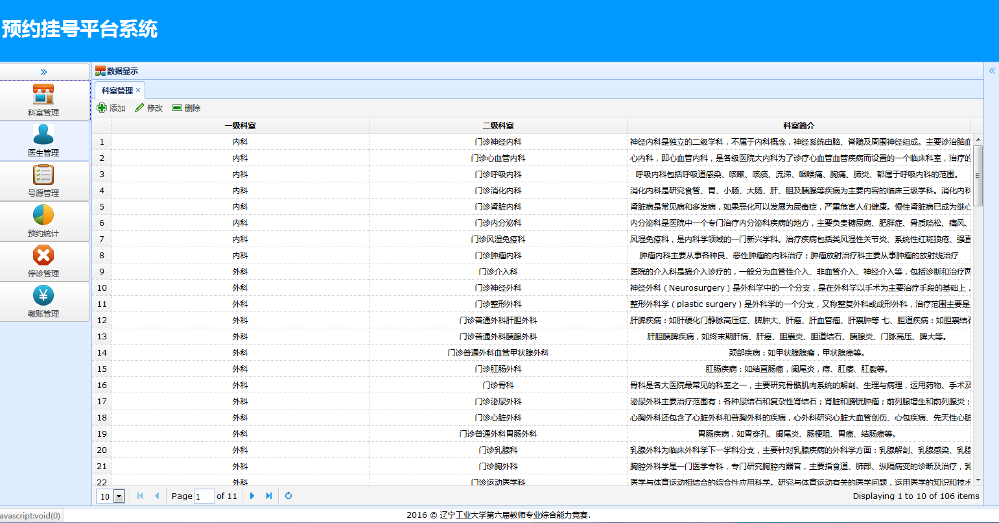 预约挂号平台系统
科室管理
医生管理
号源管理
预约统计
停诊管理
缴账管理
数据显示
科室管理 ×
添加 修改 删除
一级科室 二级科室 科室简介
1 内科 门诊神经内科 神经内科是独立的二级学科，不属于内科概念．神经系统由脑、脊髓及周围神经组成。主要诊治脑血
2 内科 门诊心血管内科 心内科，即心血管内科，是各级医院大内科为了诊疗心血管血管疾病而设置的一个临床科室，治疗的
3 内科 门诊呼吸内科 呼吸内科包括呼吸道感染、咳嗽、咳痰、流涕、咽喉痛、胸痛、肺炎、都属于呼吸内科的范围。
4 内科 门诊消化内科 消化内科是研究食管、胃、小肠、大肠、肝、胆及胰腺等疾病为主要内容的临床三级学科。消化内科
5 内科 门诊肾脏内科 肾脏病是常见病和多发病，如果恶化可以发展为尿毒症，严重危害人们健康。慢性肾脏病已成为继心
6 内科 门诊内分泌科 内分泌科是医院中一个专门治疗内分泌科疾病的地方，主要负责糖尿病、肥胖症、骨质疏松、痛风、
7 内科 门诊风湿免疫科 风湿免疫科，是内科学领域的一门新兴学科。治疗疾病包括类风湿性关节炎、系统性红斑狼疮、强直
8 内科 门诊肿瘤内科 肿瘤内科主要从事各种良、恶性肿瘤的内科治疗；肿瘤放射治疗科主要从事肿瘤的放射线治疗
9 外科 门诊介入科 医院的介入科是搞介入诊疗的，一般分为血管性介入、非血管介入、神经介入等，包括诊断和治疗两
10 外科 门诊神经外科 神经外科（Neurosurgery）是外科学中的一个分支，是在外科学以手术为主要治疗手段的基础上，
11 外科 门诊整形外科 整形外科学（plastic surgery）是外科学的一个分支，又称整复外科或成形外科，治疗范围主要是
12 外科 门诊普通外科肝胆外科 肝脾疾病：如肝硬化门静脉高压症、脾肿大、肝癌、肝血管瘤、肝囊肿等 七、胆道疾病：如胆囊结石
13 外科 门诊普通外科胰腺外科 肝胆胰脾疾病，如终末期肝病、肝癌、胆囊炎、胆道结石、胰腺炎、门脉高压、脾大等。
14 外科 门诊普通外科血管甲状腺外科 颈部疾病：如甲状腺腺瘤，甲状腺癌等。
15 外科 门诊肛肠外科 肛肠疾病：如结直肠癌，阑尾炎，痔、肛瘘、肛裂等。
16 外科 门诊骨科 骨科是各大医院最常见的科室之一，主要研究骨骼肌肉系统的解剖、生理与病理，运用药物、手术及
17 外科 门诊泌尿外科 泌尿外科主要治疗范围有：各种尿结石和复杂性肾结石；肾脏和膀胱肿瘤；前列腺增生和前列腺炎；
18 外科 门诊心脏外科 心胸外科还包含了心脏外科和普胸外科的疾病，心外科研究心脏大血管创伤、心包疾病、先天性心脏
19 外科 门诊普通外科胃肠外科 胃肠疾病，如胃穿孔、阑尾炎、肠梗阻、胃癌、结肠癌等。
20 外科 门诊乳腺科 乳腺外科为临床外科学下一学科分支，主要针对乳腺疾病的外科学方面：乳腺解剖、乳腺感染、乳腺
21 外科 门诊胸外科 胸腔外科学是一门医学专科，专门研究胸腔内器官，主要指食道、肺部、纵隔病变的诊断及治疗，乳
22 外科 门诊运动医学科 医学与体育运动相结合的综合性应用科学。研究与体育运动有关的医学问题，运用医学的知识和技术
10 Page 1 of 11 Displaying 1 to 10 of 106 items
avascript:void(0) 2016 © 辽宁工业大学第六届教师专业综合能力竞赛.